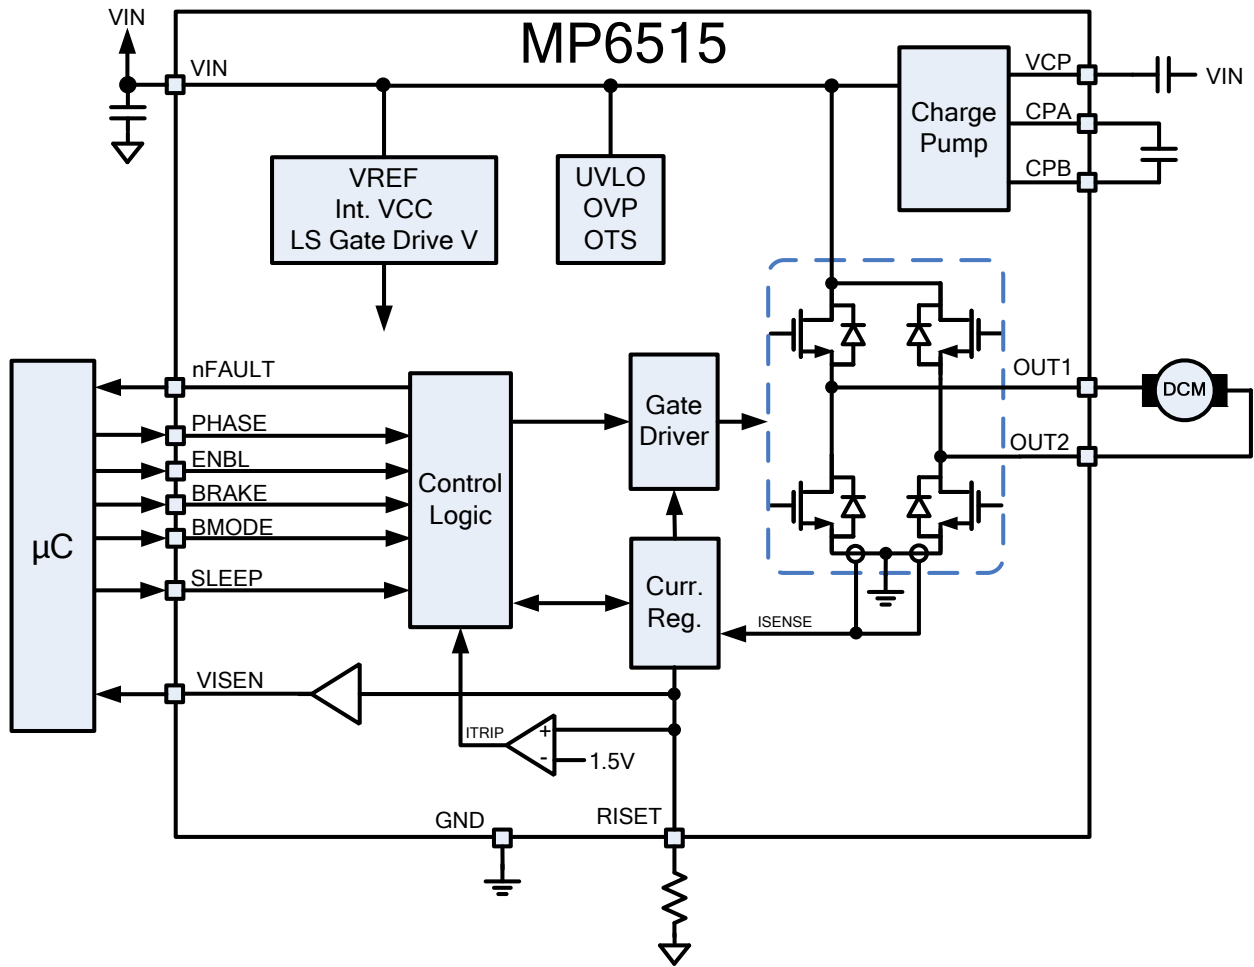 VIN
MP6515
VIN
VCP
VIN
Charge
Pump
CPA
CPB
VREF
Int. VCC
LS Gate Drive V
UVLO
OVP
OTS
nFAULT
PHASE
ENBL
BRAKE
BMODE
SLEEP
µC
Control
Logic
Gate
Driver
OUT1
DCM
OUT2
Curr.
Reg.
ISENSE
VISEN
ITRIP
+
-
1.5V
GND
RISET